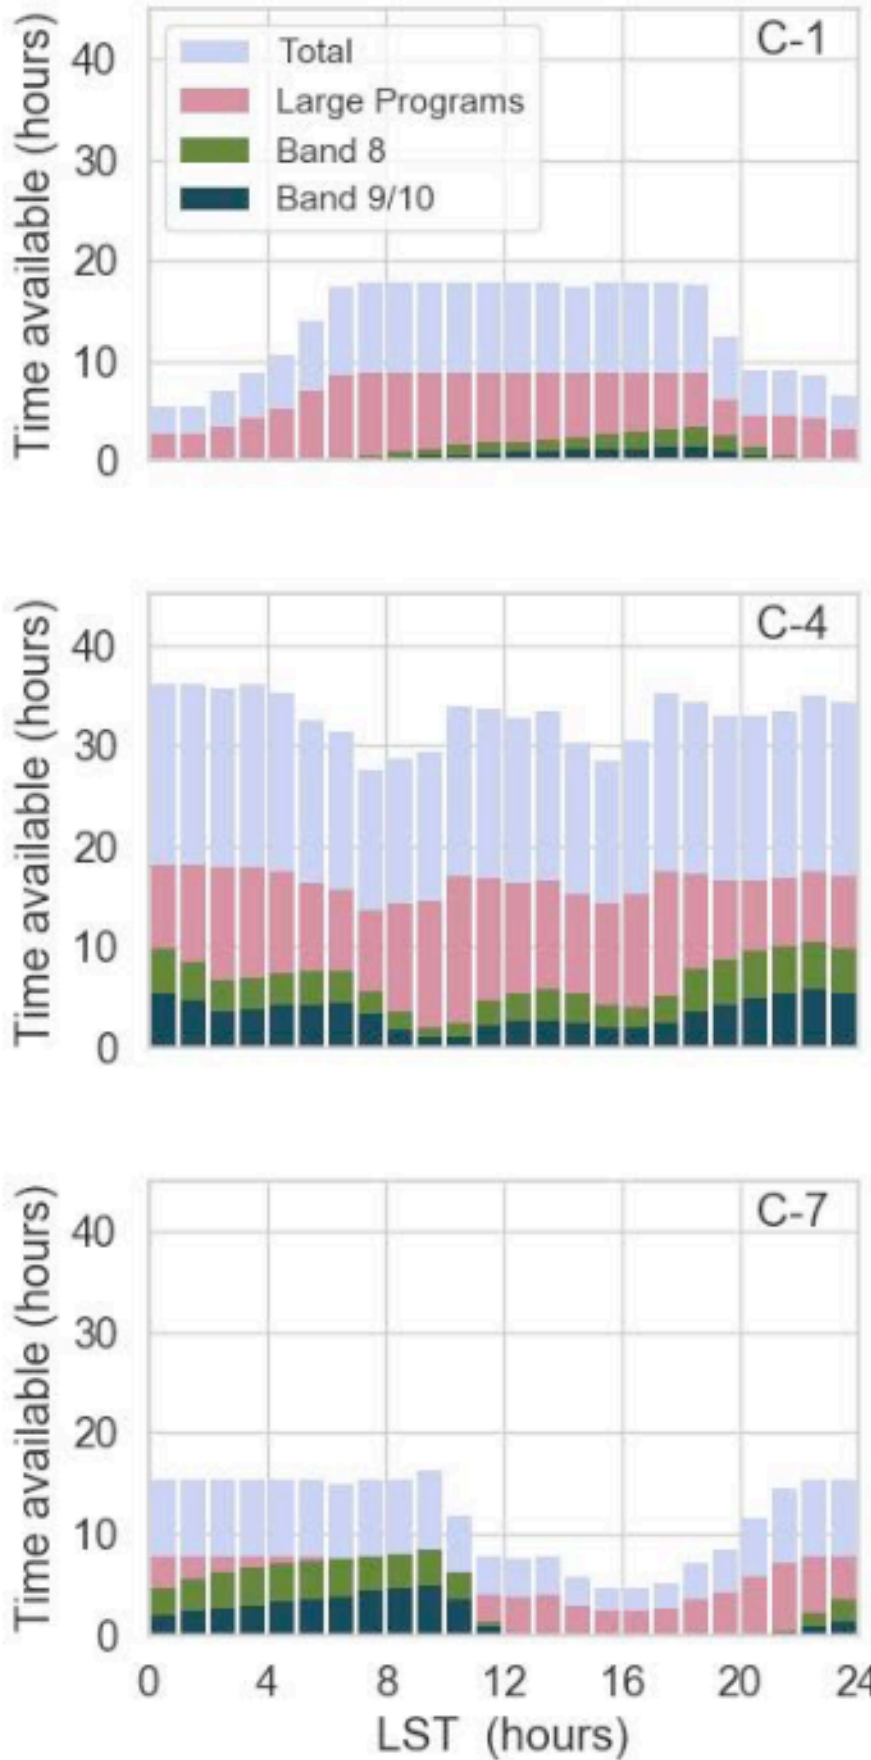 C-1
Total
Large Programs
Band 8
Band 9/10
Time available (hours)
40
30
20
10
0
C-4
Time available (hours)
40
30
20
10
0
C-7
Time available (hours)
40
30
20
10
0
0 4 8 12 16 20 24
LST (hours)